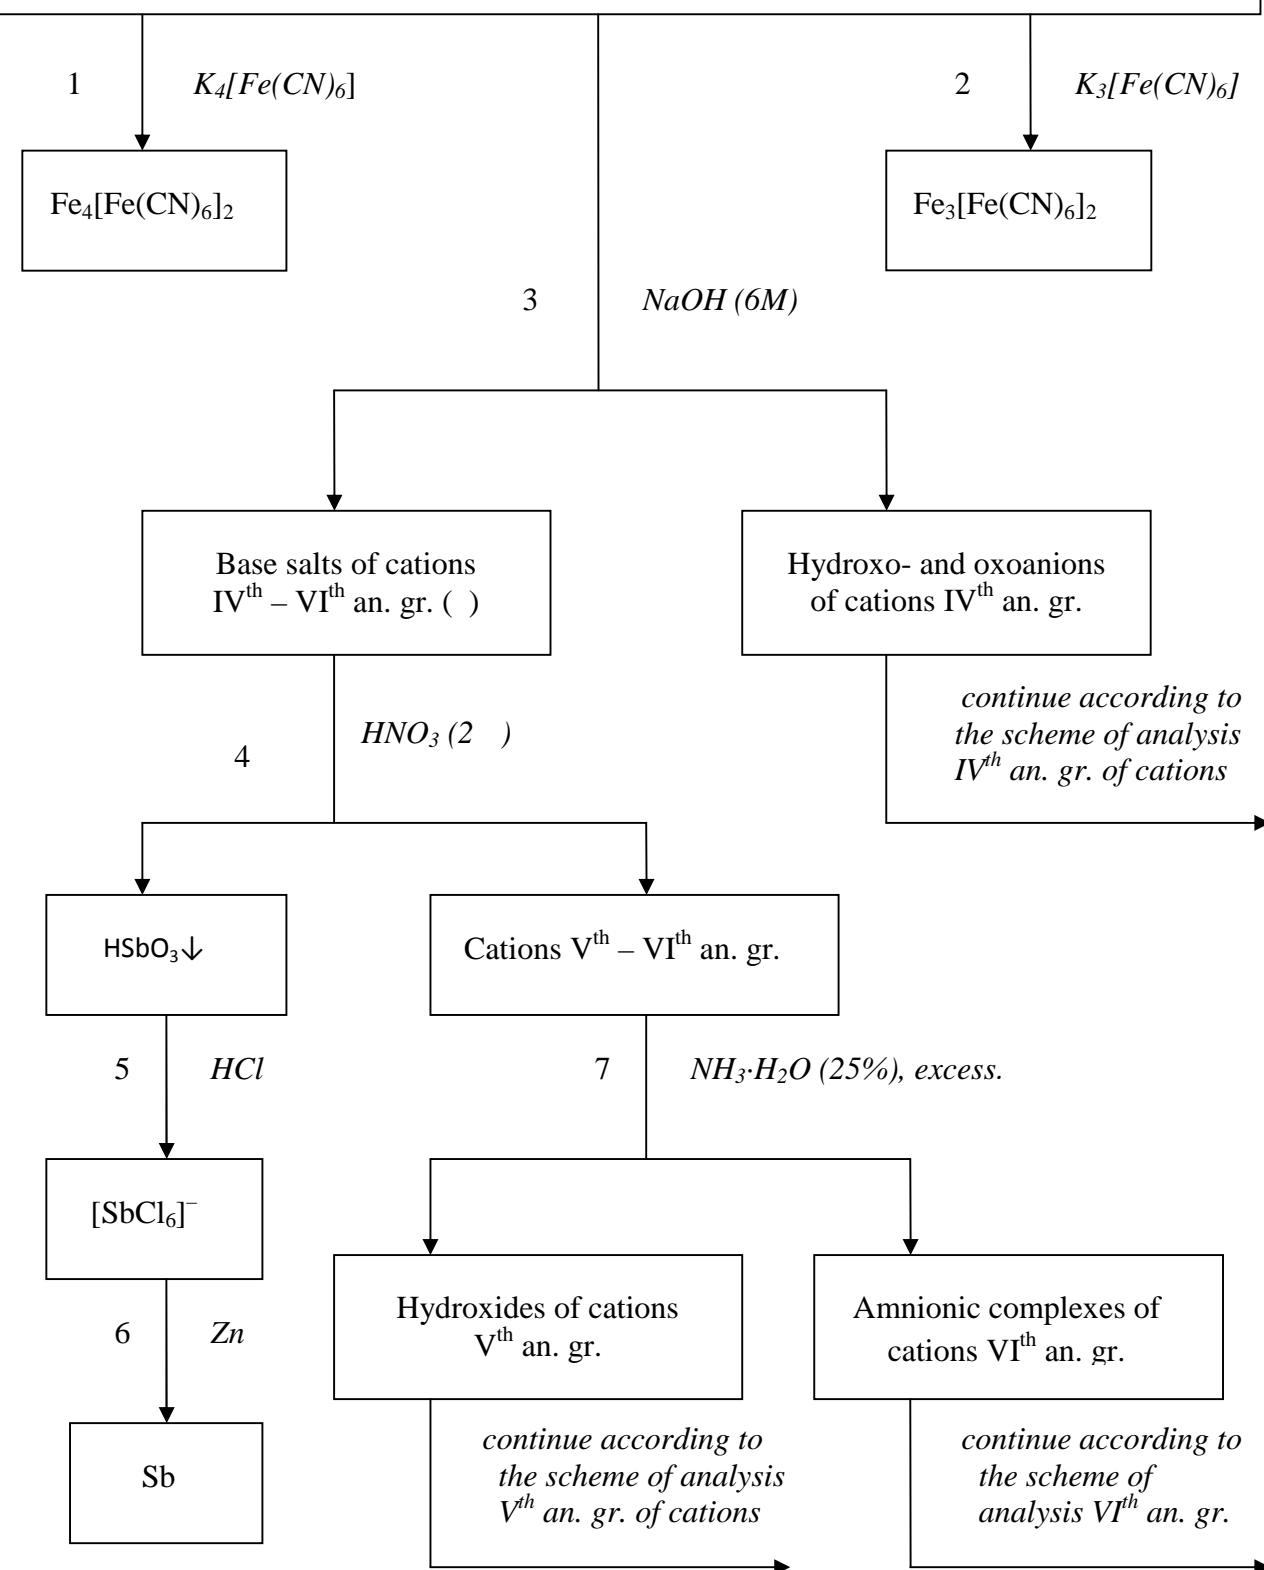 1 K₄[Fe(CN)₆] 2 K₃[Fe(CN)₆]
Fe₄[Fe(CN)₆]₂ Fe₃[Fe(CN)₆]₂
3 NaOH (6M)
Base salts of cations
IVᵗʰ – VIᵗʰ an. gr. ( )
Hydroxo- and oxoanions
of cations IVᵗʰ an. gr.
continue according to
the scheme of analysis
IVᵗʰ an. gr. of cations
4 HNO₃ (2 )
HSbO₃↓ Cations Vᵗʰ – VIᵗʰ an. gr.
5 HCl 7 NH₃·H₂O (25%), excess.
[SbCl₆]⁻
Hydroxides of cations
Vᵗʰ an. gr.
Amnionic complexes of
cations VIᵗʰ an. gr.
6 Zn
Sb
continue according to
the scheme of analysis
Vᵗʰ an. gr. of cations
continue according to
the scheme of
analysis VIᵗʰ an. gr.